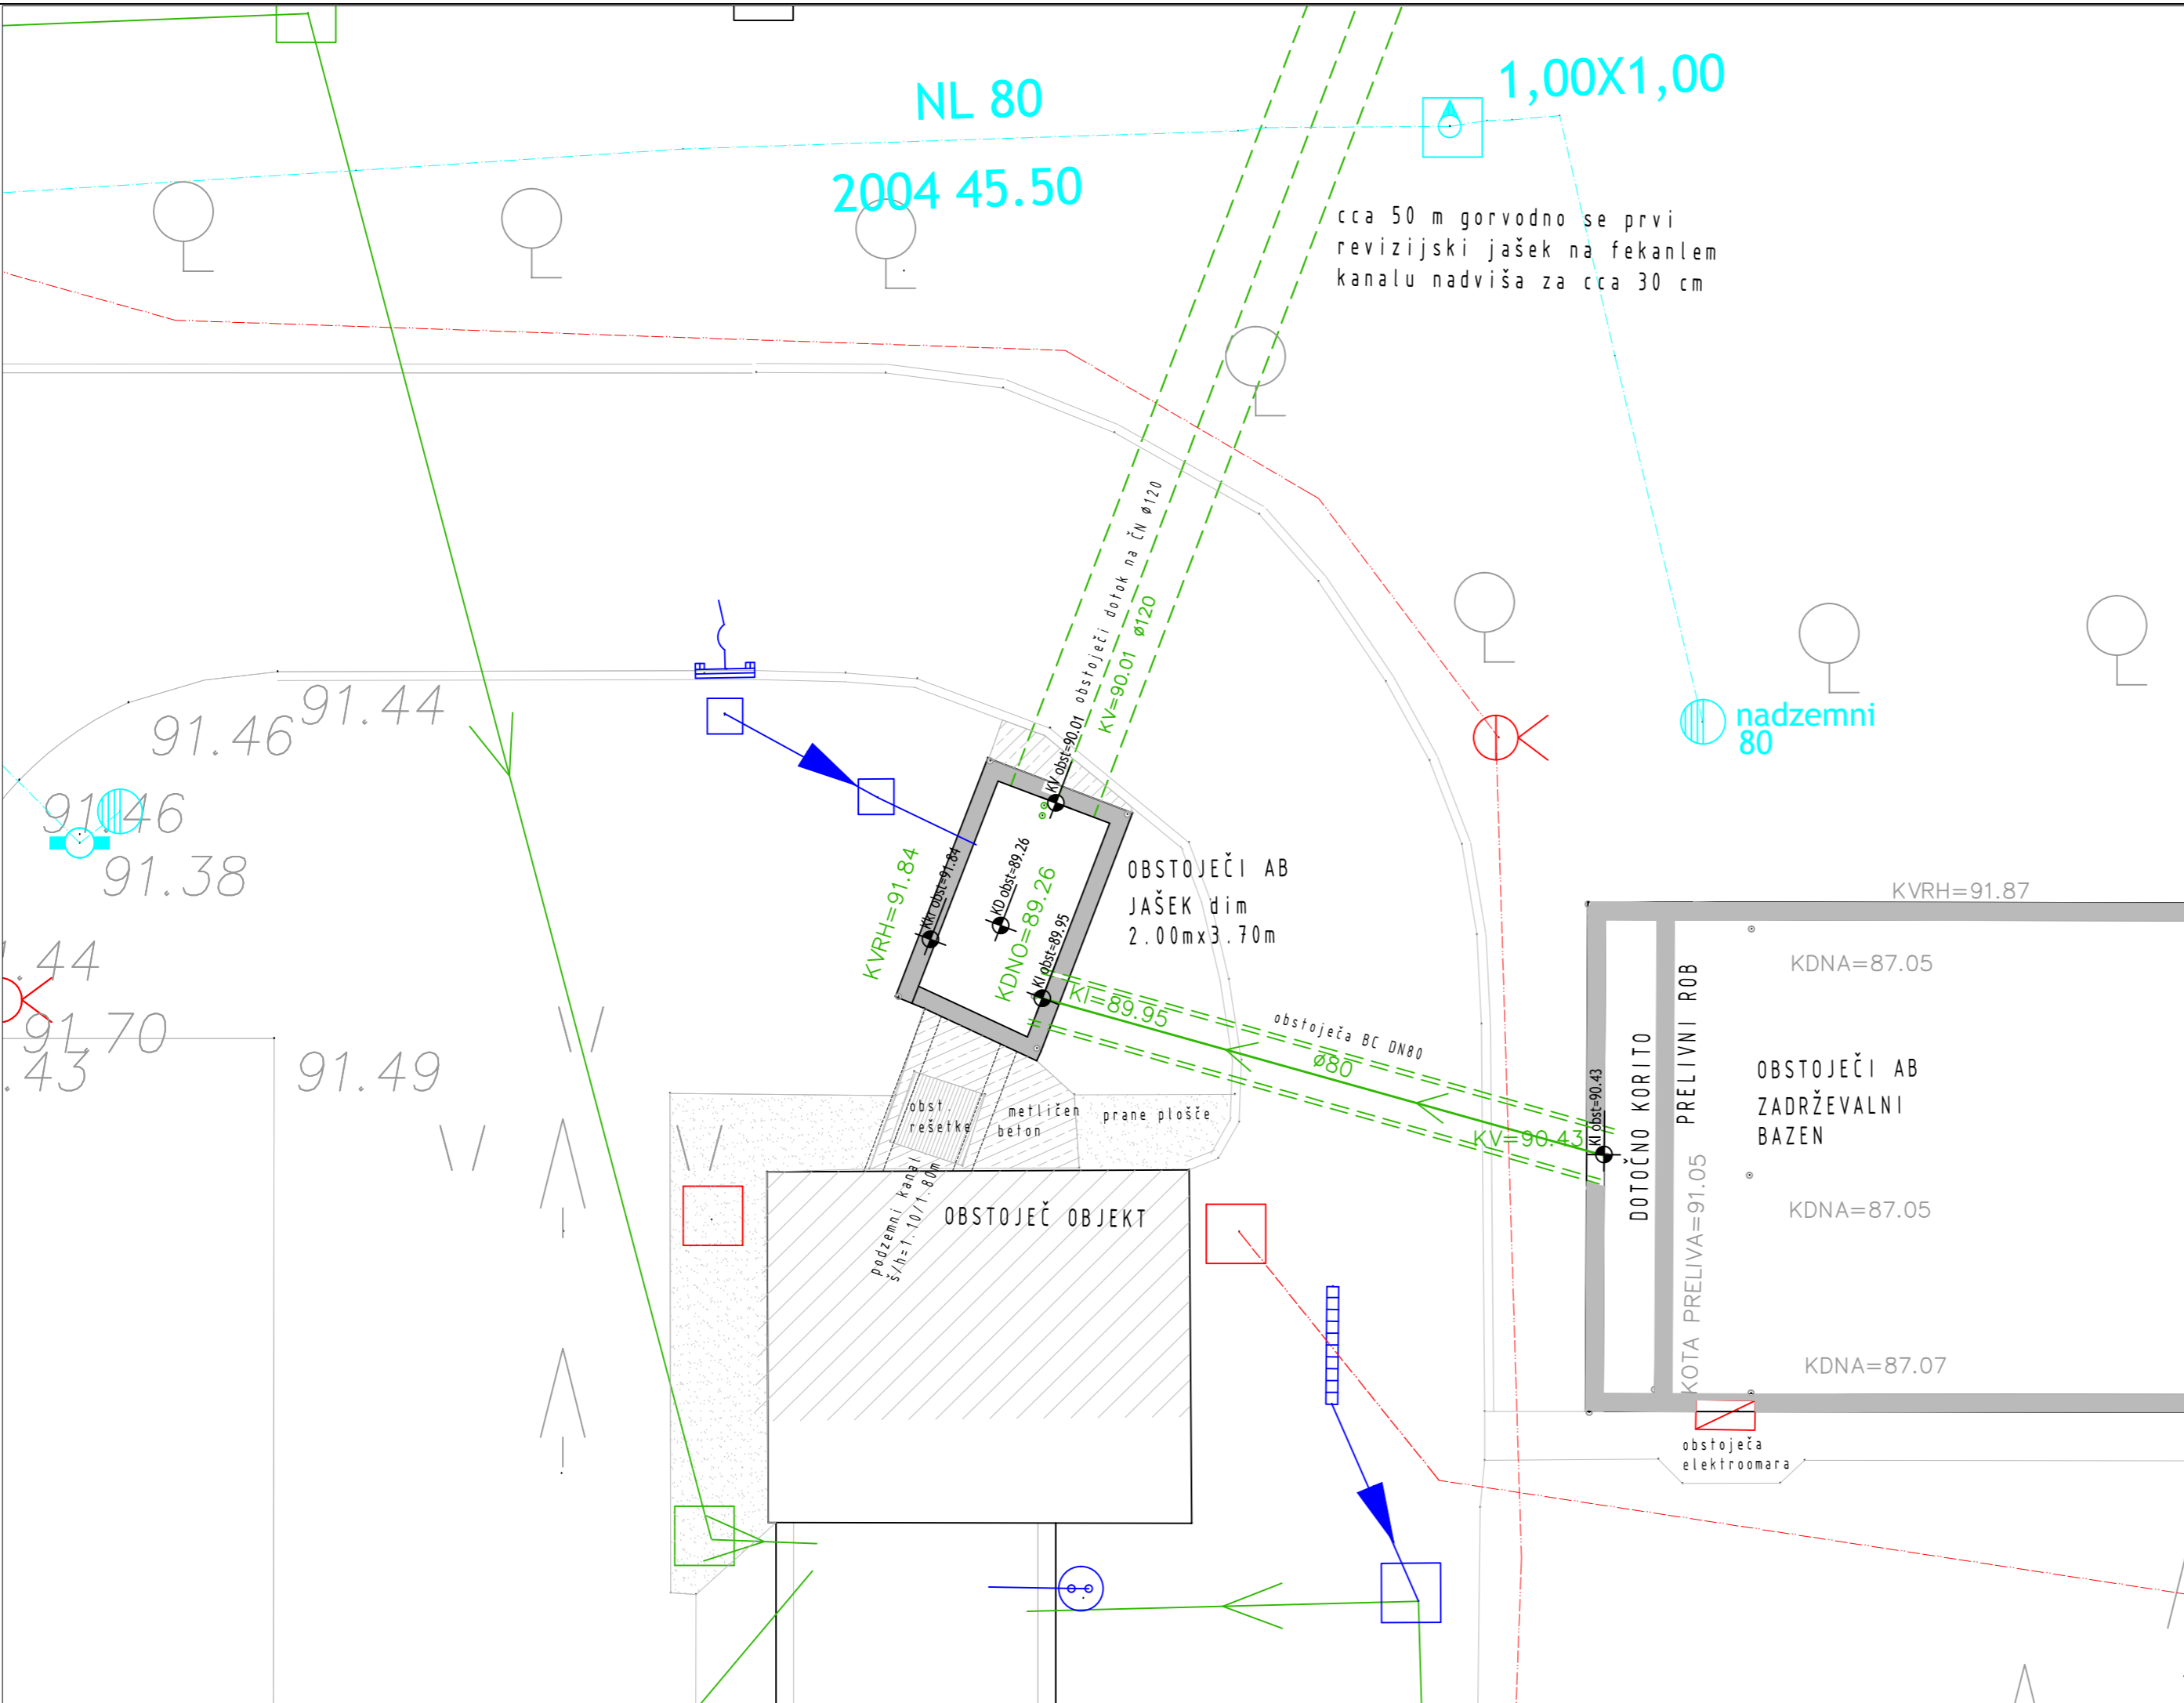 NL 80
1,00X1,00
2004 45.50
cca 50 m gorvodno se prvi
revizijski jašek na fekanlem
kanalu nadviša za cca 30 cm
KV obst=90.01 obstoječi dotok na ČN ø120
KV=90.01 ø120
91.44
91.46
91.46
91.38
nadzemni
80
KVRH=91.84
Kkr obst=91.84
KD obst=89.26
KDNO=89.26
KI obst=89.95
KI=89.95
OBSTOJEČI AB
JAŠEK dim
2.00mx3.70m
obstoječa BC DN80
ø80
KV=90.43
KI obst=90.43
.44
91.70
.43
91.49
obst.
rešetke
metličen
beton
prane plošče
podzemni kanal
š/h=1.10/1.80m
OBSTOJEČ OBJEKT
KVRH=91.87
KDNA=87.05
DOTOČNO KORITO
PRELIVNI ROB
KOTA PRELIVA=91.05
OBSTOJEČI AB
ZADRŽEVALNI
BAZEN
KDNA=87.05
KDNA=87.07
obstoječa
elektroomara